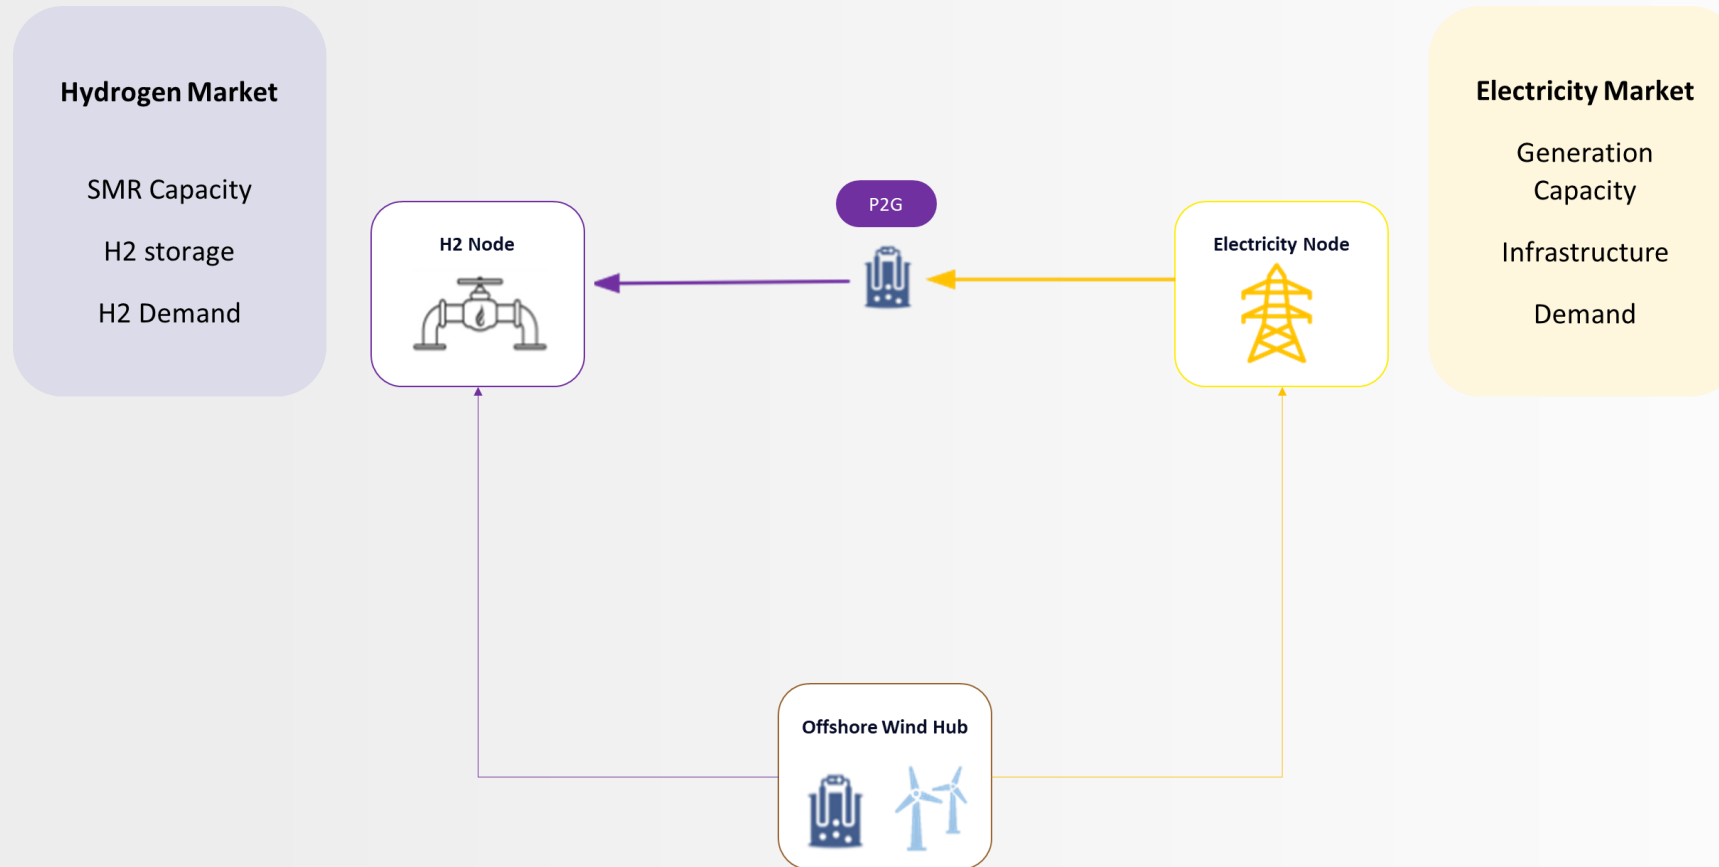 Hydrogen Market
SMR Capacity
H2 storage
H2 Demand
H2 Node
P2G
Electricity Node
Electricity Market
Generation
Capacity
Infrastructure
Demand
Offshore Wind Hub